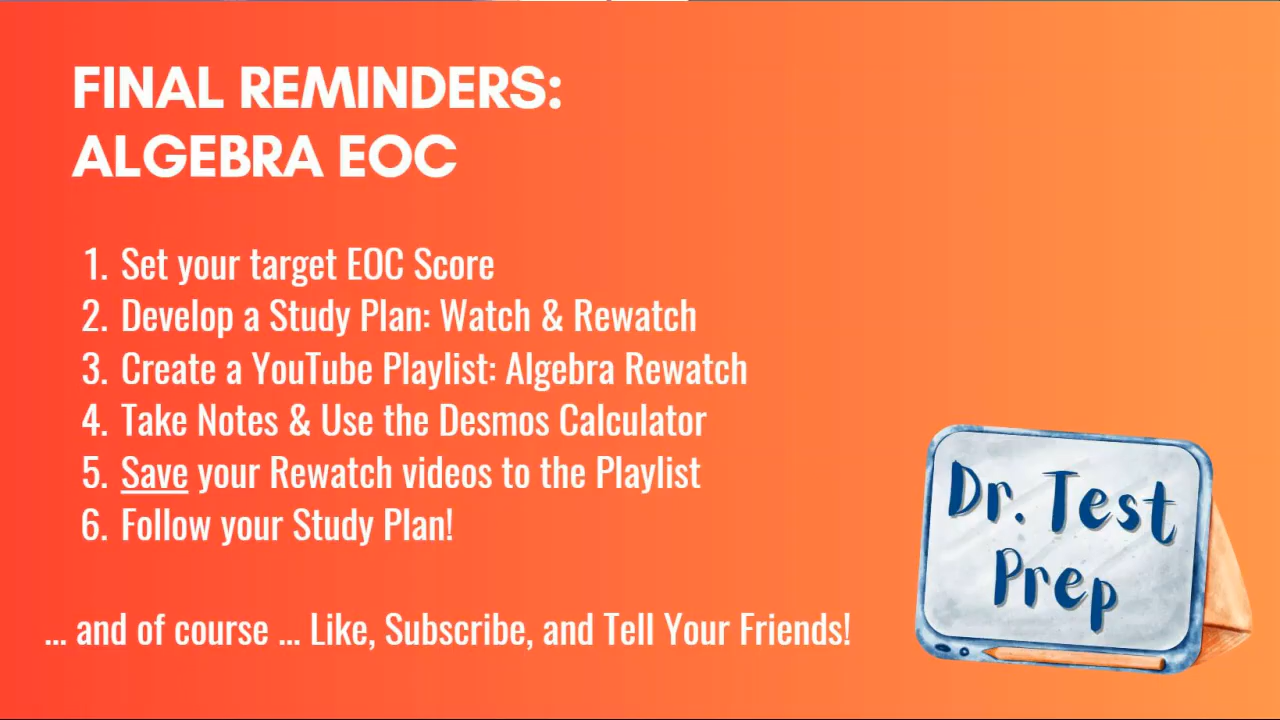 FINAL REMINDERS:
ALGEBRA EOC
1. Set your target EOC Score
2. Develop a Study Plan: Watch & Rewatch
3. Create a YouTube Playlist: Algebra Rewatch
4. Take Notes & Use the Desmos Calculator
5. Save your Rewatch videos to the Playlist
6. Follow your Study Plan!
... and of course ... Like, Subscribe, and Tell Your Friends!
Dr. Test
Prep